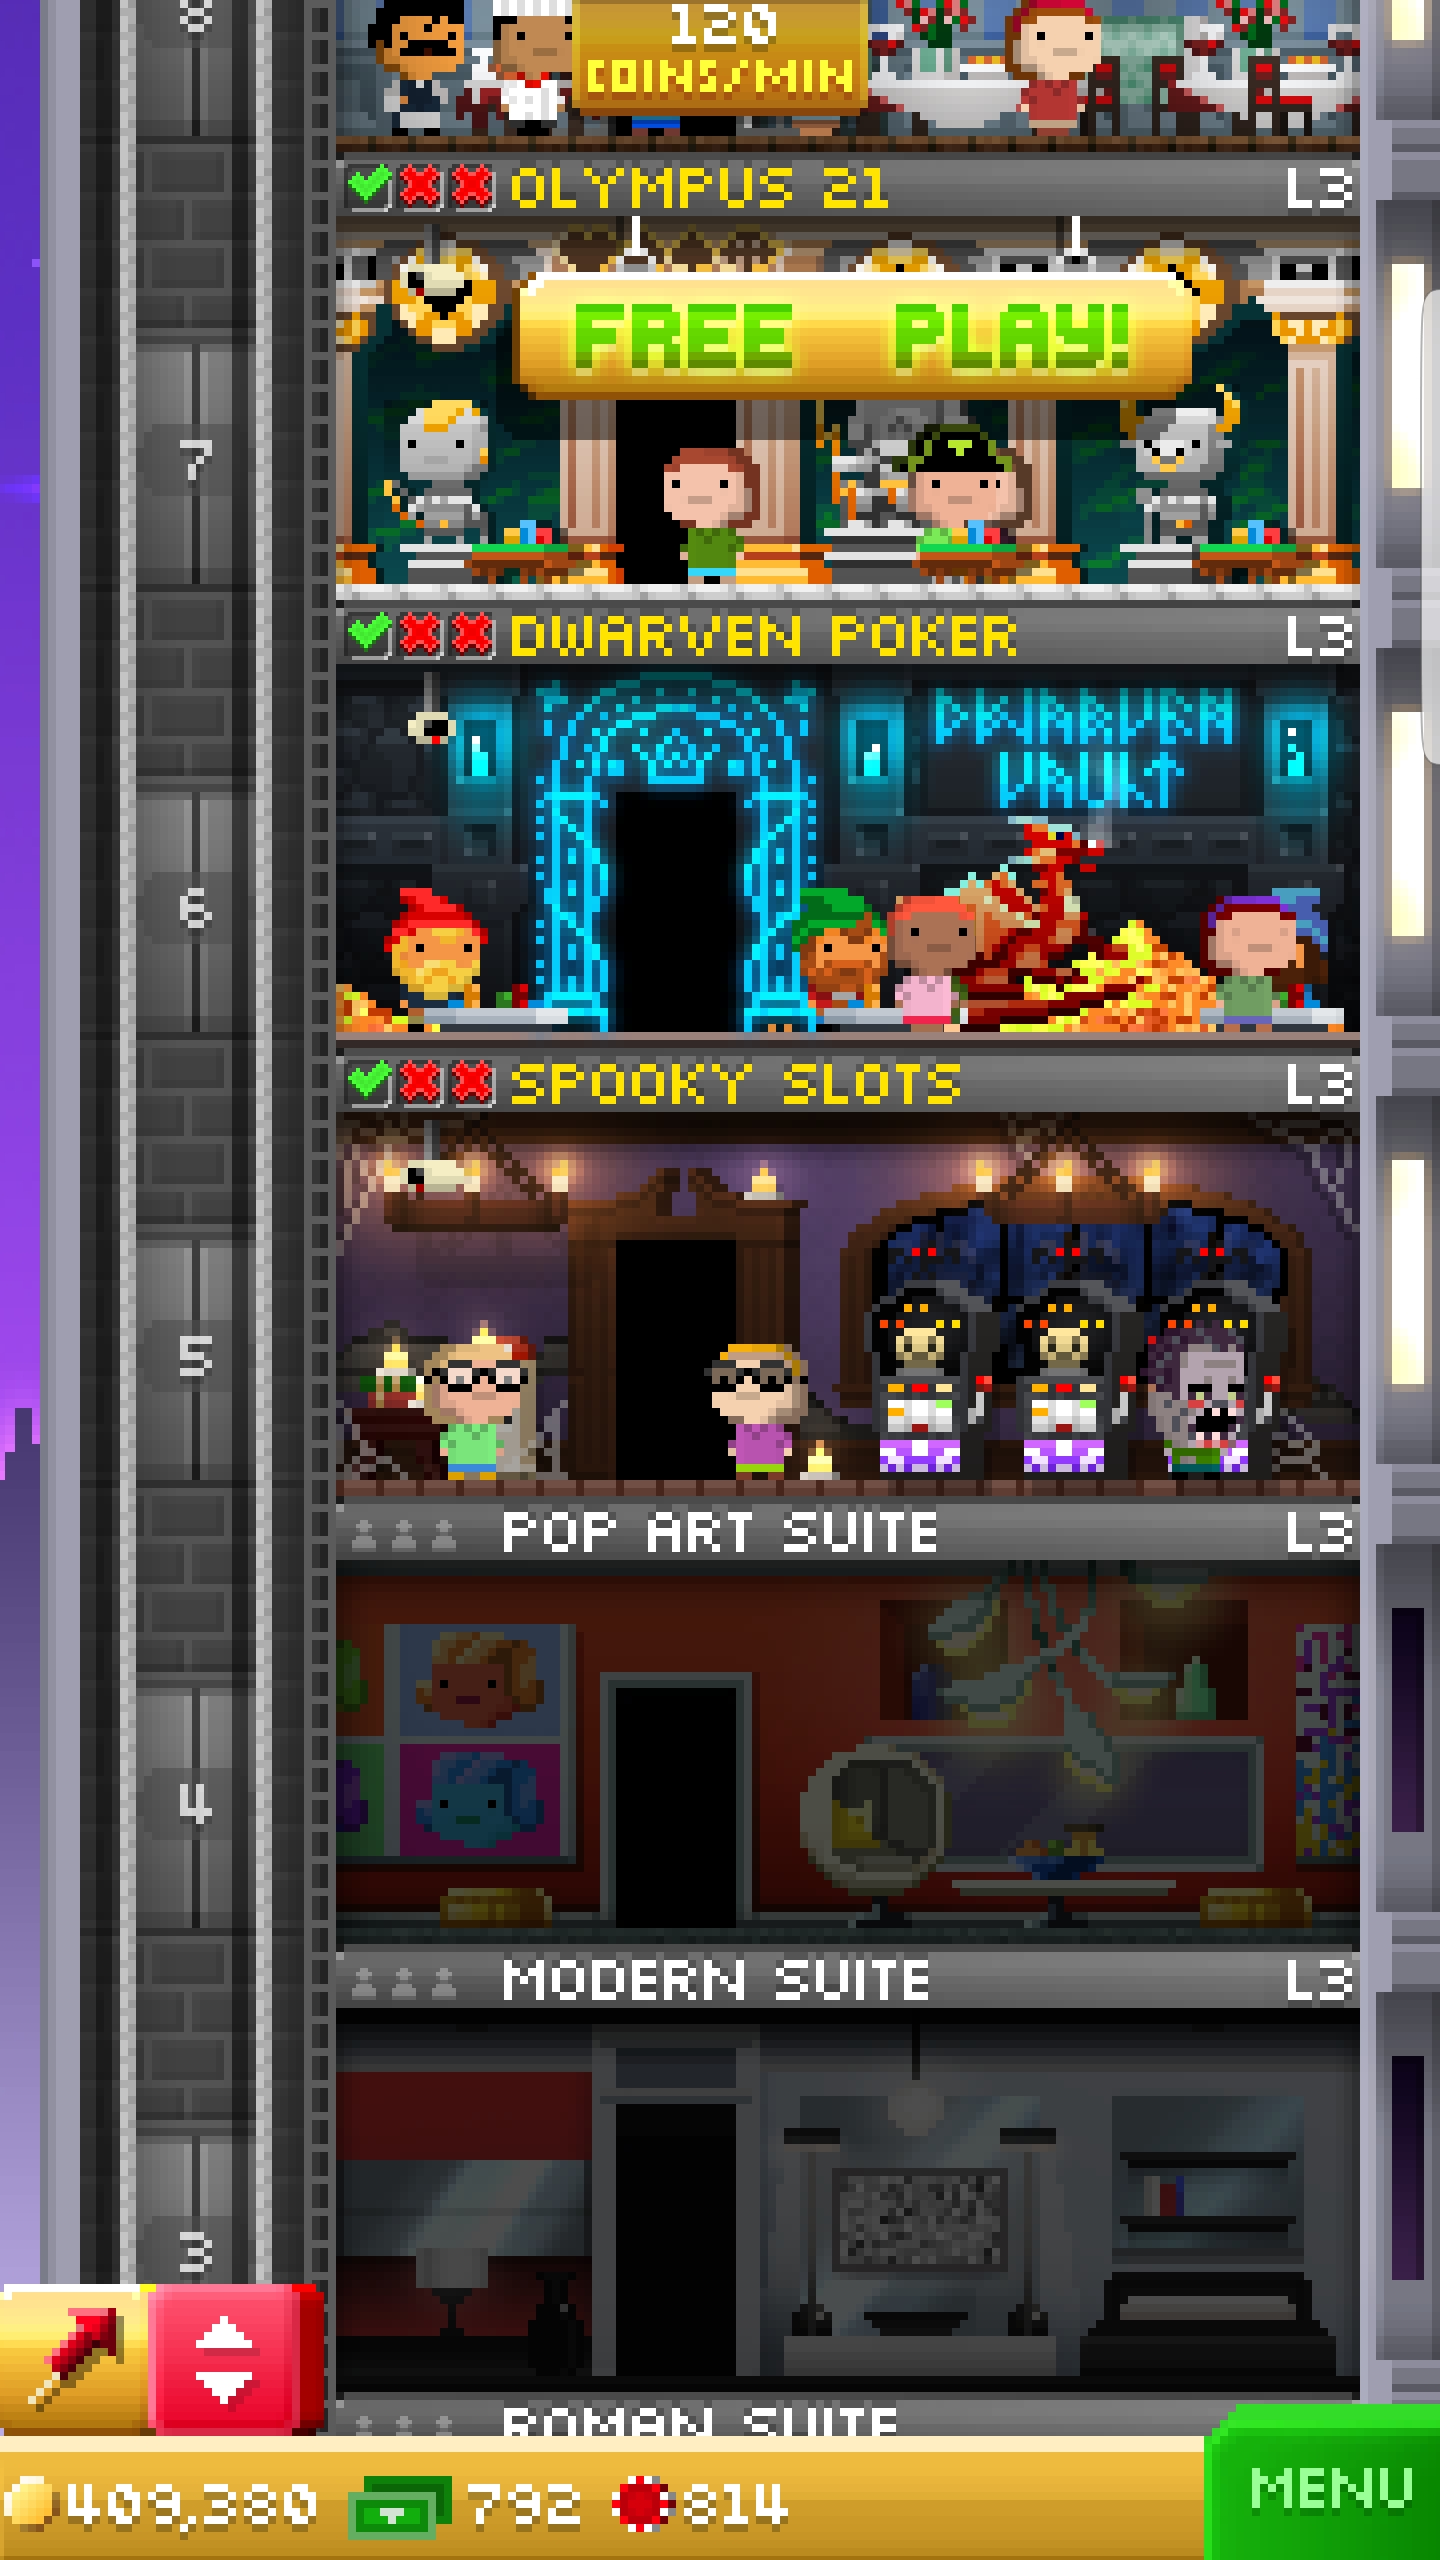 8
120
COINS/MIN
OLYMPUS 21 L3
FREE PLAY!
7
DWARVEN POKER L3
DWARVEN
VAULT
6
SPOOKY SLOTS L3
5
POP ART SUITE L3
4
MODERN SUITE L3
3
ROMAN SUITE
409,380 792 814
MENU